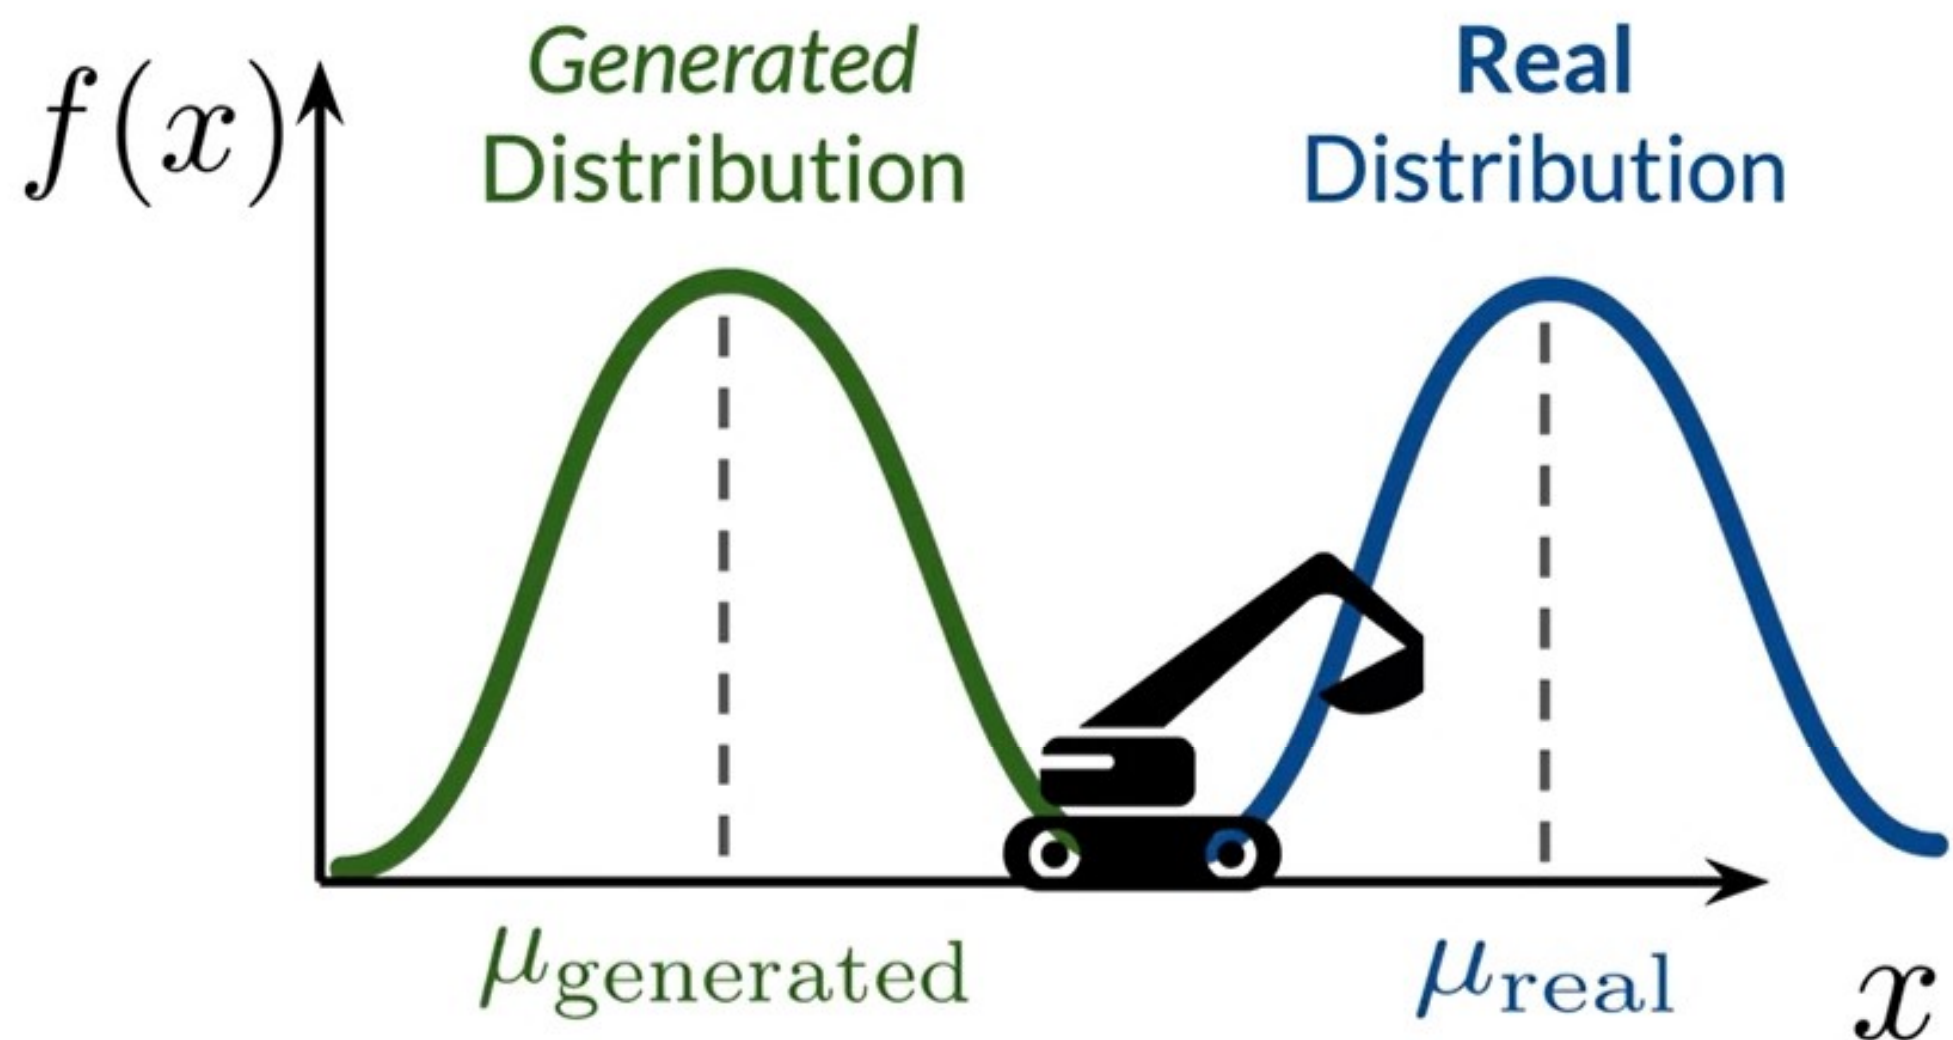 f(x)
Generated
Distribution
Real
Distribution
μgenerated
μreal
x